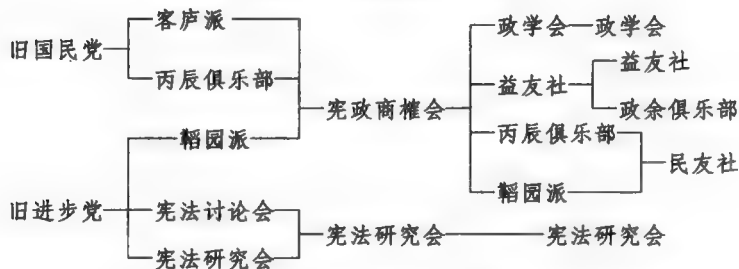 客庐派
政学会 政学会
旧国民党
益友社
丙辰俱乐部
益友社
宪政商榷会
政余俱乐部
鞱园派
丙辰俱乐部
民友社
鞱园派
旧进步党
宪法讨论会
宪法研究会 宪法研究会
宪法研究会